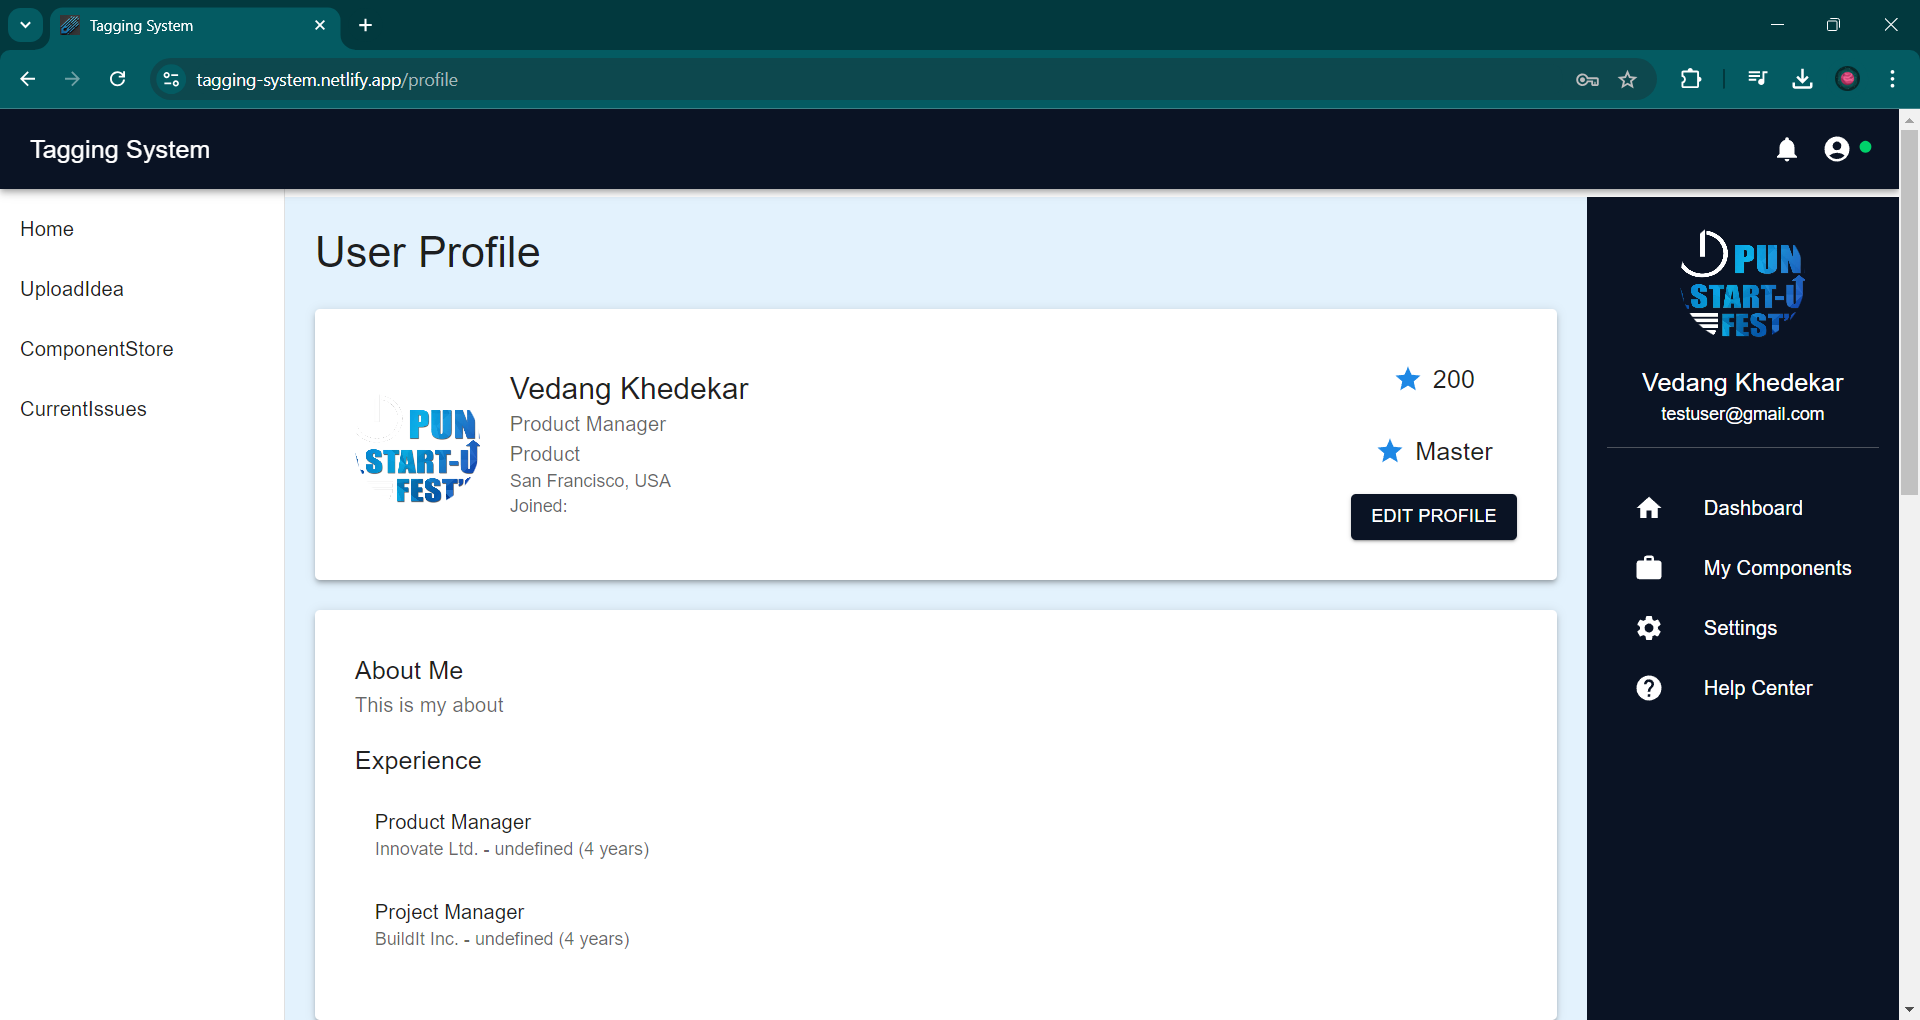 Tagging System
tagging-system.netlify.app/profile
Tagging System
Home
UploadIdea
ComponentStore
CurrentIssues
User Profile
PUN
START-U
FEST'
Vedang Khedekar
Product Manager
Product
San Francisco, USA
Joined:
200
Master
EDIT PROFILE
About Me
This is my about
Experience
Product Manager
Innovate Ltd. - undefined (4 years)
Project Manager
BuildIt Inc. - undefined (4 years)
PUN
START-U
FEST'
Vedang Khedekar
testuser@gmail.com
Dashboard
My Components
Settings
Help Center